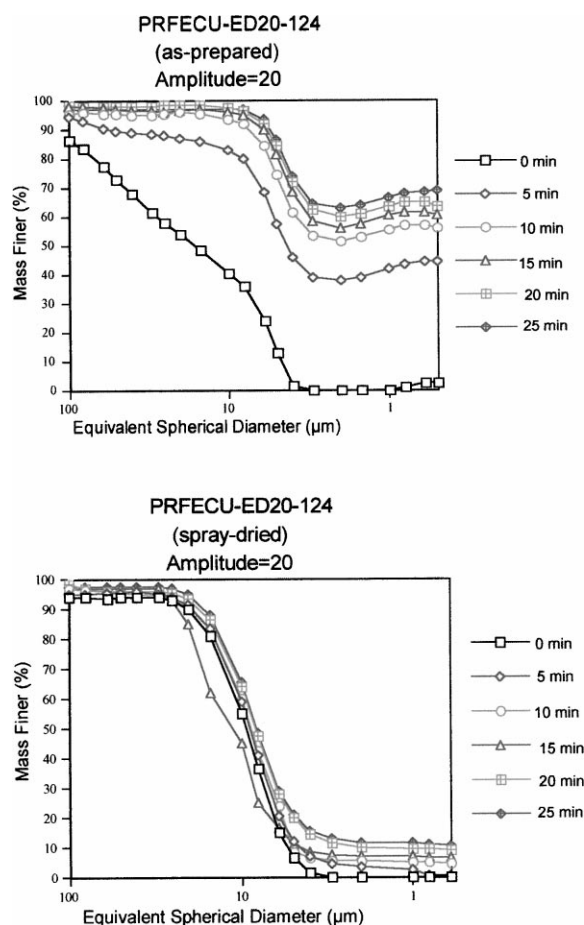 PRFECU-ED20-124
(as-prepared)
Amplitude=20
100
90
80
70
60
50
40
30
20
10
0
Mass Finer (%)
100
10
1
Equivalent Spherical Diameter (µm)
0 min
5 min
10 min
15 min
20 min
25 min
PRFECU-ED20-124
(spray-dried)
Amplitude=20
100
90
80
70
60
50
40
30
20
10
0
Mass Finer (%)
100
10
1
Equivalent Spherical Diameter (µm)
0 min
5 min
10 min
15 min
20 min
25 min